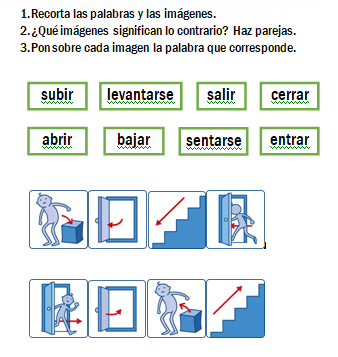 1.Recorta las palabras y las imágenes.
2.¿Qué imágenes significan lo contrario? Haz parejas.
3.Pon sobre cada imagen la palabra que corresponde.
subir levantarse salir cerrar
abrir bajar sentarse entrar